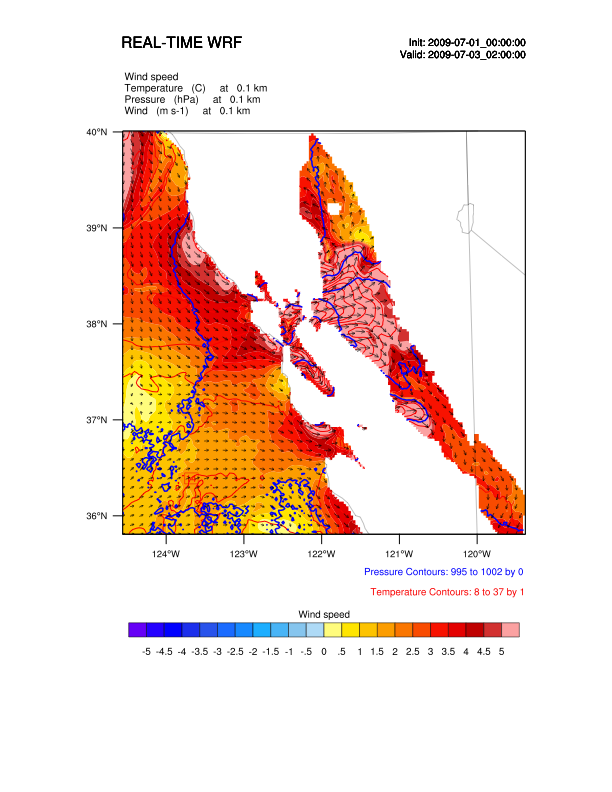 REAL-TIME WRF
Init: 2009-07-01_00:00:00
Valid: 2009-07-03_02:00:00
Wind speed
Temperature (C) at 0.1 km
Pressure (hPa) at 0.1 km
Wind (m s-1) at 0.1 km
40°N
39°N
38°N
37°N
36°N
124°W 123°W 122°W 121°W 120°W
Pressure Contours: 995 to 1002 by 0
Temperature Contours: 8 to 37 by 1
Wind speed
-5 -4.5 -4 -3.5 -3 -2.5 -2 -1.5 -1 -.5 0 .5 1 1.5 2 2.5 3 3.5 4 4.5 5